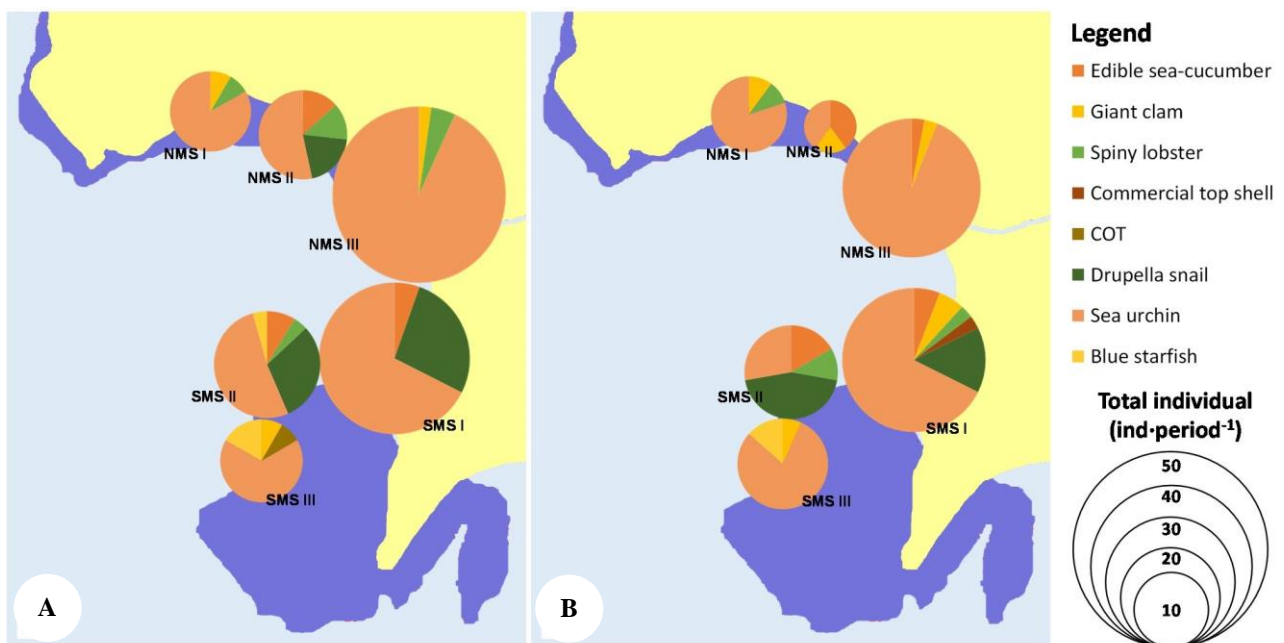 NMS I
NMS II
NMS III
SMS II
SMS I
SMS III
A
NMS I
NMS II
NMS III
SMS II
SMS I
SMS III
B
Legend
Edible sea-cucumber
Giant clam
Spiny lobster
Commercial top shell
COT
Drupella snail
Sea urchin
Blue starfish
Total individual
(ind·period⁻¹)
50
40
30
20
10